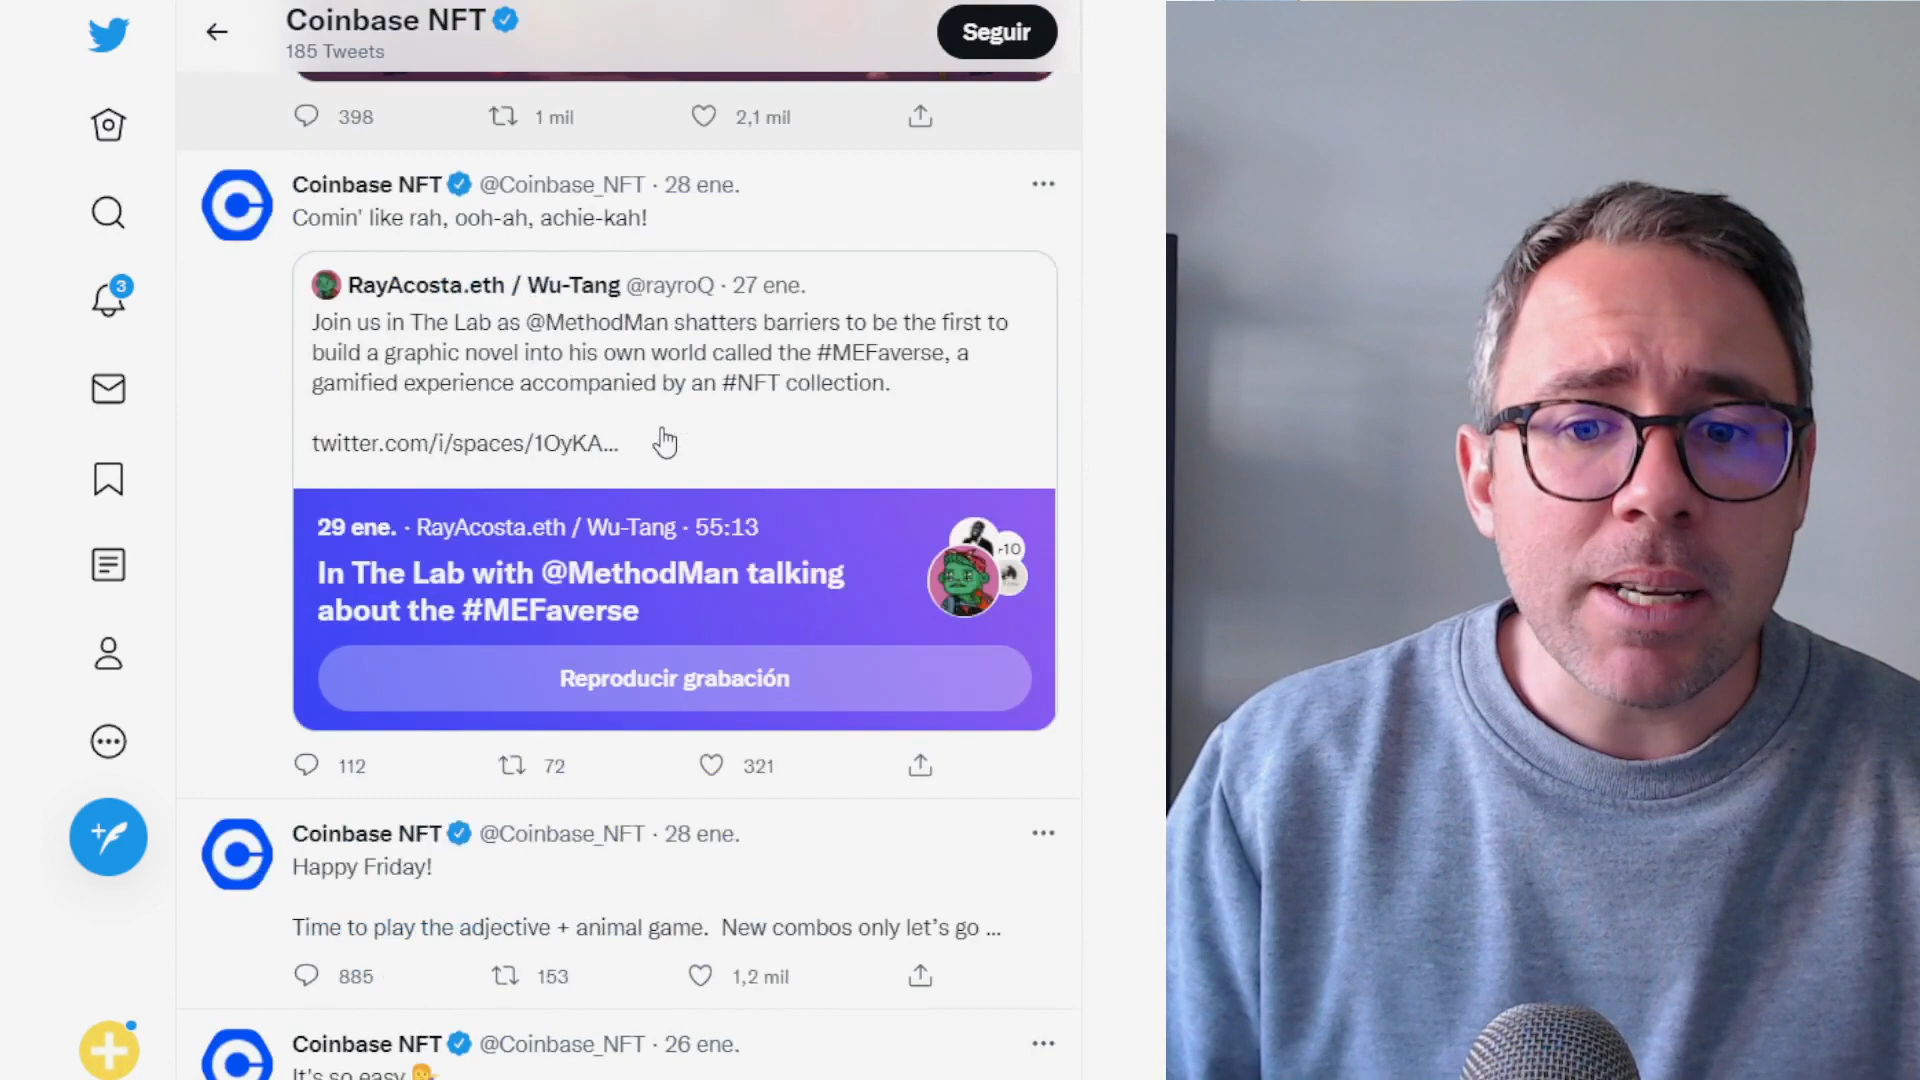 Coinbase NFT
185 Tweets
Seguir
398
1 mil
2,1 mil
Coinbase NFT @Coinbase_NFT · 28 ene.
Comin' like rah, ooh-ah, achie-kah!
RayAcosta.eth / Wu-Tang @rayroQ · 27 ene.
Join us in The Lab as @MethodMan shatters barriers to be the first to
build a graphic novel into his own world called the #MEFaverse, a
gamified experience accompanied by an #NFT collection.
twitter.com/i/spaces/1OyKA...
29 ene. · RayAcosta.eth / Wu-Tang · 55:13
+10
In The Lab with @MethodMan talking
about the #MEFaverse
Reproducir grabación
112
72
321
Coinbase NFT @Coinbase_NFT · 28 ene.
Happy Friday!
Time to play the adjective + animal game. New combos only let's go ...
885
153
1,2 mil
Coinbase NFT @Coinbase_NFT · 26 ene.
It's so easy
3